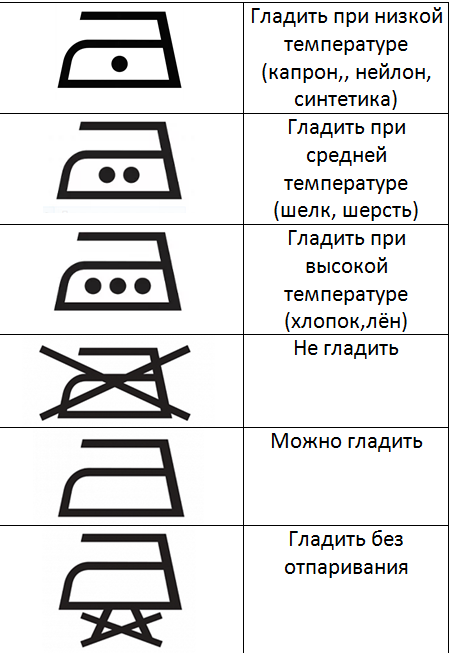 Гладить при низкой
температуре
(капрон,, нейлон,
синтетика)
Гладить при
средней
температуре
(шелк, шерсть)
Гладить при
высокой
температуре
(хлопок,лён)
Не гладить
Можно гладить
Гладить без
отпаривания